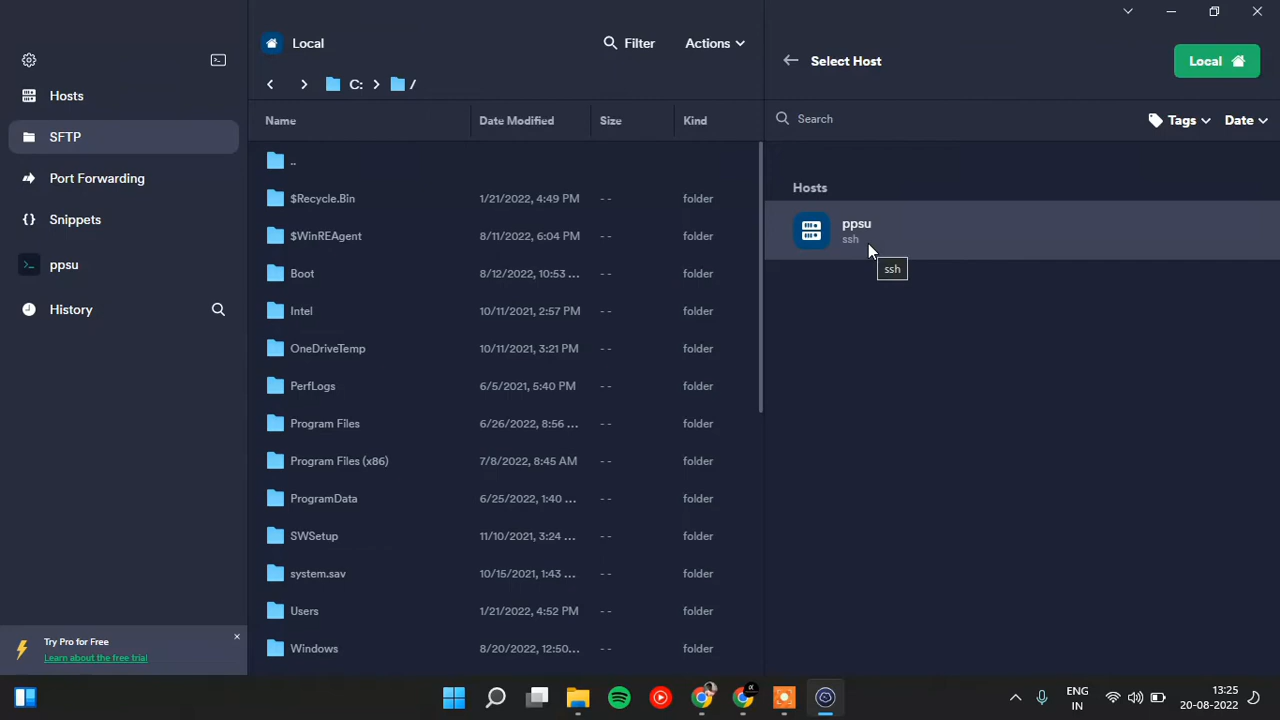 Hosts
SFTP
Port Forwarding
Snippets
ppsu
History
Try Pro for Free
Learn about the free trial
Local
Filter
Actions
C:
/
Name
Date Modified
Size
Kind
..
$Recycle.Bin 1/21/2022, 4:49 PM - - folder
$WinREAgent 8/11/2022, 6:04 PM - - folder
Boot 8/12/2022, 10:53 ... - - folder
Intel 10/11/2021, 2:57 PM - - folder
OneDriveTemp 10/11/2021, 3:21 PM - - folder
PerfLogs 6/5/2021, 5:40 PM - - folder
Program Files 6/26/2022, 8:56 ... - - folder
Program Files (x86) 7/8/2022, 8:45 AM - - folder
ProgramData 6/25/2022, 1:40 ... - - folder
SWSetup 11/10/2021, 3:24 ... - - folder
system.sav 10/15/2021, 1:43 ... - - folder
Users 1/21/2022, 4:52 PM - - folder
Windows 8/20/2022, 12:50... - - folder
Select Host
Local
Search
Tags
Date
Hosts
ppsu
ssh
ssh
ENG
IN
13:25
20-08-2022